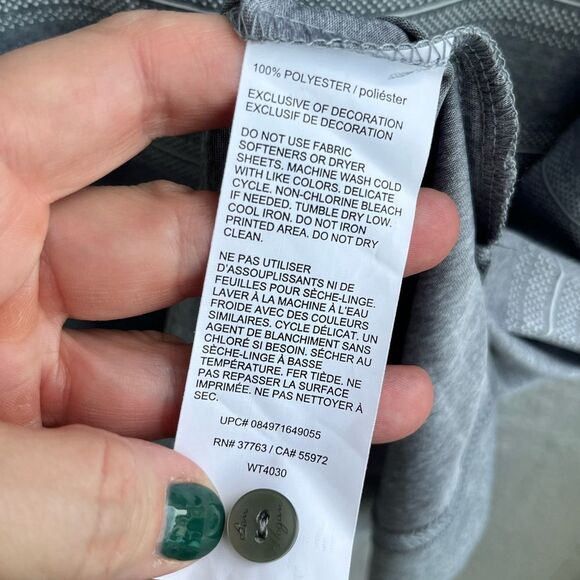 100% POLYESTER / poliéster
EXCLUSIVE OF DECORATION
EXCLUSIF DE DECORATION
DO NOT USE FABRIC
SOFTENERS OR DRYER
SHEETS. MACHINE WASH COLD
WITH LIKE COLORS. DELICATE
CYCLE. NON-CHLORINE BLEACH
IF NEEDED. TUMBLE DRY LOW.
COOL IRON. DO NOT IRON
PRINTED AREA. DO NOT DRY
CLEAN.
NE PAS UTILISER
D'ASSOUPLISSANTS NI DE
FEUILLES POUR SÈCHE-LINGE.
LAVER À LA MACHINE À L'EAU
FROIDE AVEC DES COULEURS
SIMILAIRES. CYCLE DÉLICAT. UN
AGENT DE BLANCHIMENT SANS
CHLORÉ SI BESOIN. SÉCHER AU
SÈCHE-LINGE À BASSE
TEMPÉRATURE. FER TIÈDE. NE
PAS REPASSER LA SURFACE
IMPRIMÉE. NE PAS NETTOYER À
SEC.
UPC# 084971649055
RN# 37763 / CA# 55972
WT4030